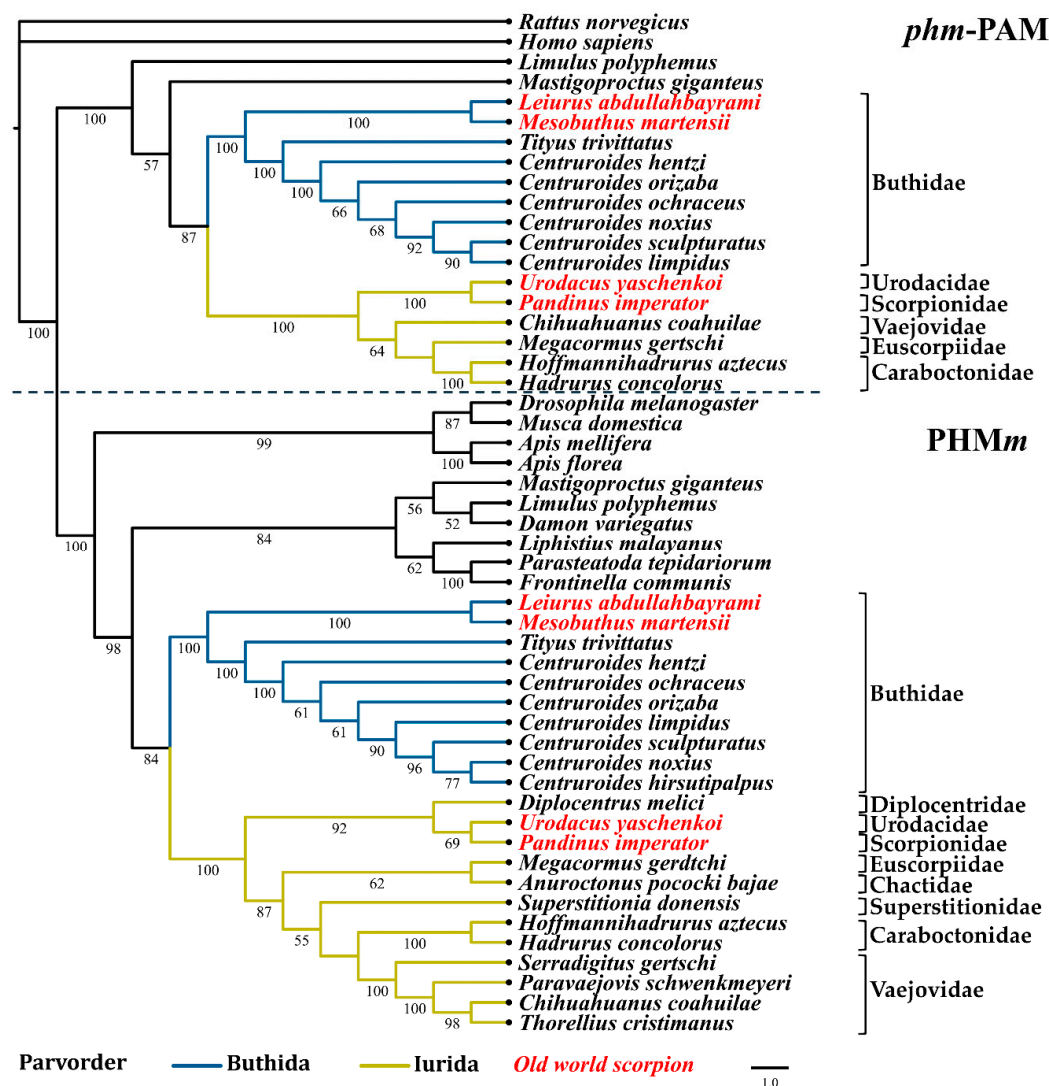 Rattus norvegicus
phm-PAM
Homo sapiens
Limulus polyphemus
Mastigoproctus giganteus
100
Leiurus abdullahbayrami
100
Mesobuthus martensii
57
100
Tityus trivittatus
100
Centruroides hentzi
100
Centruroides orizaba
Buthidae
66
Centruroides ochraceus
68
Centruroides noxius
87
92
Centruroides sculpturatus
90
Centruroides limpidus
Urodacus yaschenkoi
Urodacidae
100
Pandinus imperator
Scorpionidae
100
100
Chihuahuanus coahuilae
Vaejovidae
64
Megacormus gertschi
Euscorpiidae
Hoffmannihadrurus aztecus
Caraboctonidae
100
Hadrurus concolorus
Drosophila melanogaster
87
Musca domestica
99
Apis mellifera
PHMm
100
Apis florea
Mastigoproctus giganteus
56
Limulus polyphemus
52
Damon variegatus
100
84
Liphistius malayanus
62
Parasteatoda tepidariorum
100
Frontinella communis
Leiurus abdullahbayrami
100
Mesobuthus martensii
98
100
Tityus trivittatus
100
Centruroides hentzi
100
Centruroides ochraceus
Buthidae
61
Centruroides orizaba
61
Centruroides limpidus
84
90
Centruroides sculpturatus
96
Centruroides noxius
77
Centruroides hirsutipalpus
Diplocentrus melici
Diplocentridae
92
Urodacus yaschenkoi
Urodacidae
69
Pandinus imperator
Scorpionidae
100
Megacormus gerdtchi
Euscorpiidae
62
Anuroctonus pococki bajae
Chactidae
87
Superstitionia donensis
Superstitionidae
55
Hoffmannihadrurus aztecus
Caraboctonidae
100
Hadrurus concolorus
Serradigitus gertschi
100
Paravaejovis schwenkmeyeri
Vaejovidae
100
Chihuahuanus coahuilae
98
Thorellius cristimanus
Parvorder
Buthida
Iurida
Old world scorpion
1.0